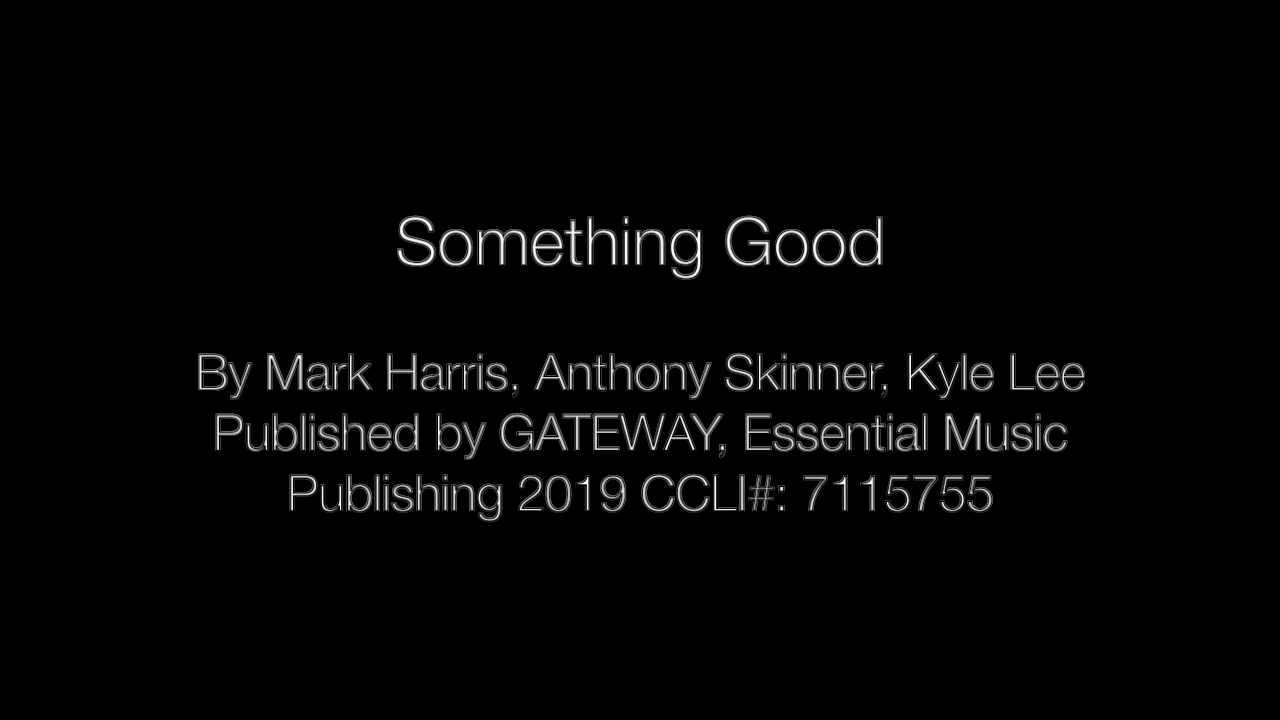 Something Good
By Mark Harris, Anthony Skinner, Kyle Lee
Published by GATEWAY, Essential Music
Publishing 2019 CCLI#: 7115755